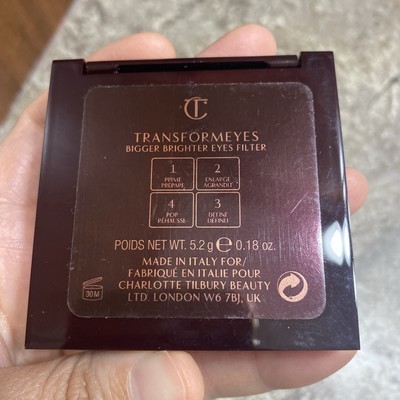 CT
TRANSFORMEYES
BIGGER BRIGHTER EYES FILTER
1
PRIME
PRÉPARE
2
ENLARGE
AGRANDIT
4
POP
RÉHAUSSE
3
DEFINE
DÉFINIT
POIDS NET WT. 5.2 g ℮ 0.18 oz.
MADE IN ITALY FOR/
FABRIQUÉ EN ITALIE POUR
CHARLOTTE TILBURY BEAUTY
LTD. LONDON W6 7BJ, UK
30M